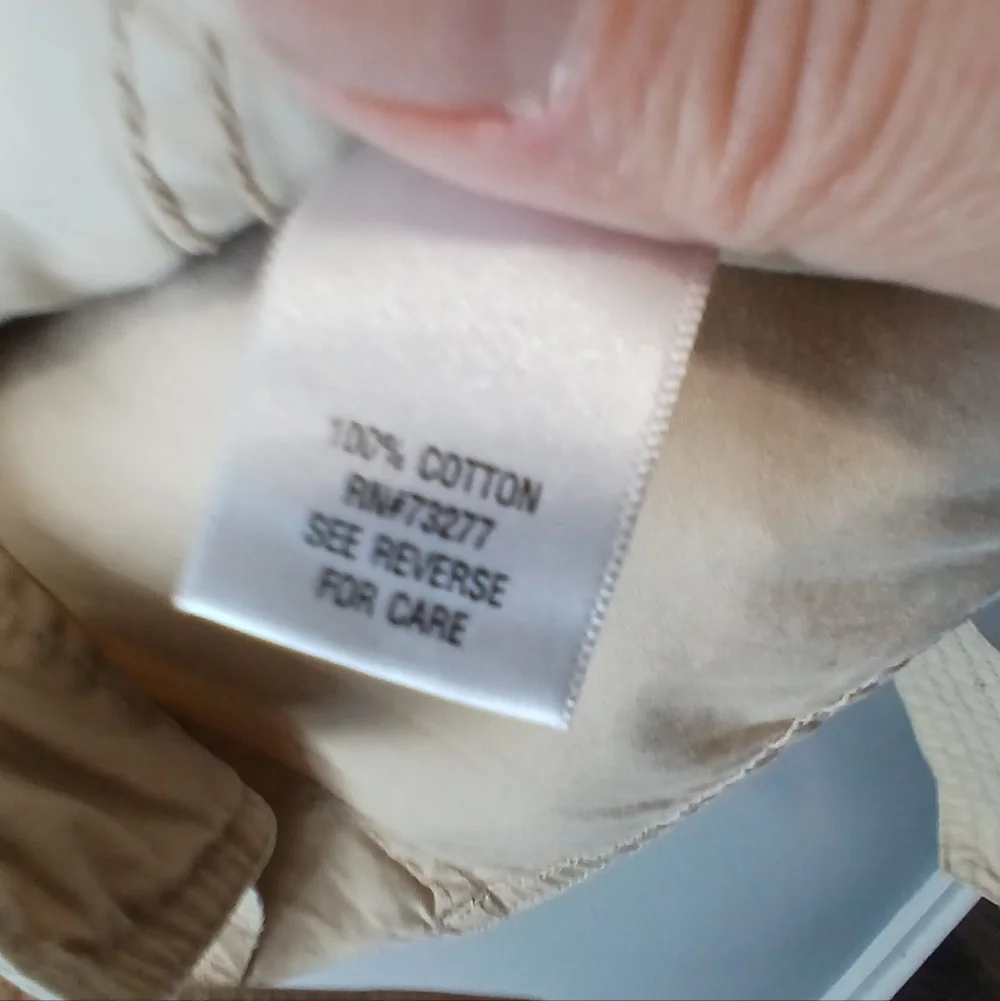 100% COTTON
RN#73277
SEE REVERSE
FOR CARE